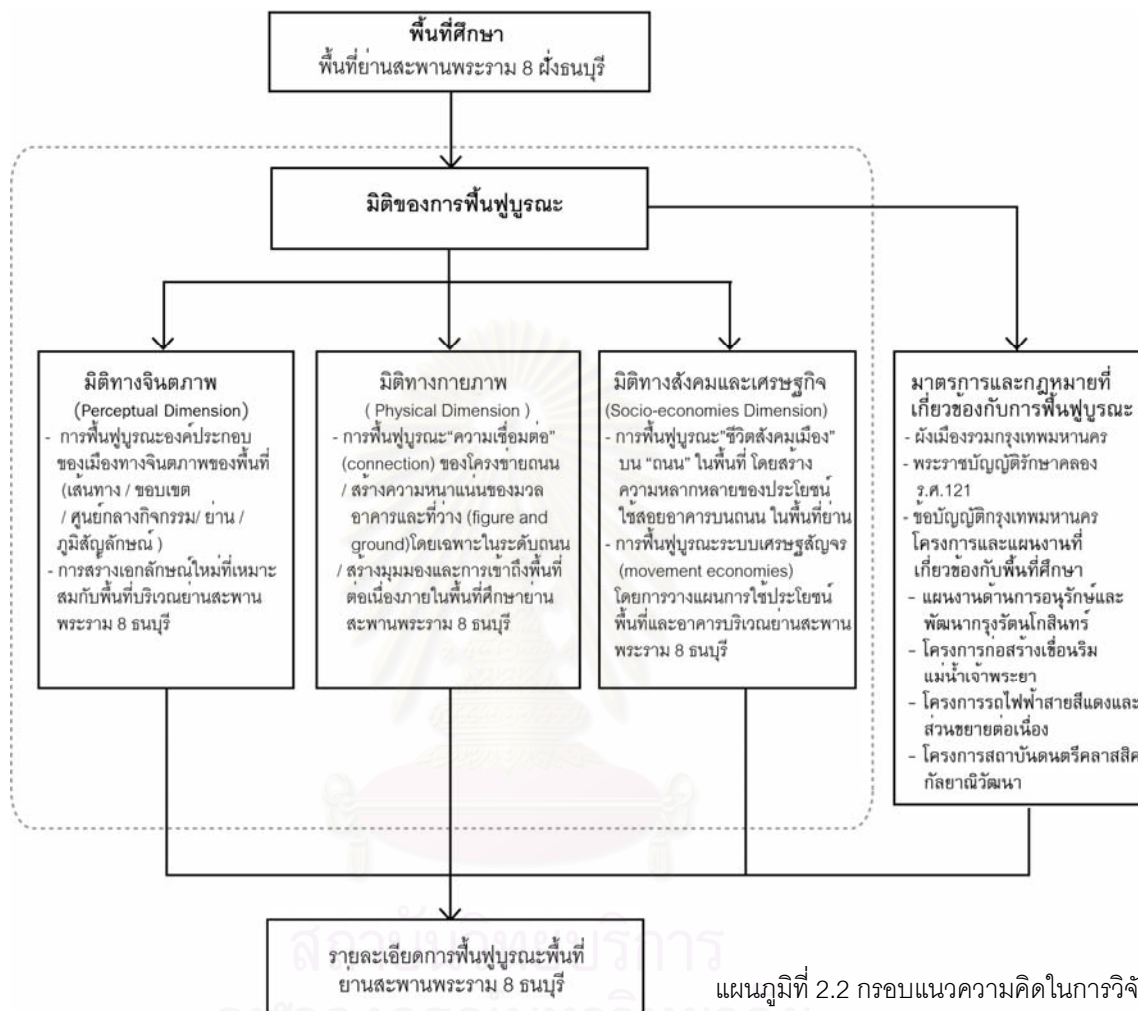 พื้นที่ศึกษา
พื้นที่ย่านสะพานพระราม 8 ฝั่งธนบุรี
มิติของการฟื้นฟูบูรณะ
มิติทางจินตภาพ
(Perceptual Dimension)
- การฟื้นฟูบูรณะองค์ประกอบ
ของเมืองทางจินตภาพของพื้นที่
(เส้นทาง / ขอบเขต
/ ศูนย์กลางกิจกรรม/ ย่าน /
ภูมิสัญลักษณ์ )
- การสรางเอกลักษณ์ใหม่ที่เหมาะ
สมกับพื้นที่บริเวณย่านสะพาน
พระราม 8 ธนบุรี
มิติทางกายภาพ
( Physical Dimension )
- การฟื้นฟูบูรณะ“ความเชื่อมต่อ”
(connection) ของโครงข่ายถนน
/ สร้างความหนาแน่นของมวล
อาคารและที่ว่าง (figure and
ground)โดยเฉพาะในระดับถนน
/ สรางมุมมองและการเข้าถึงพื้นที่
ต่อเนื่องภายในพื้นที่ศึกษาย่าน
สะพานพระราม 8 ธนบุรี
มิติทางสังคมและเศรษฐกิจ
(Socio-economies Dimension)
- การฟื้นฟูบูรณะ"ชีวิตสังคมเมือง"
บน "ถนน" ในพื้นที่ โดยสร้าง
ความหลากหลายของประโยชน์
ใช้สอยอาคารบนถนน ในพื้นที่ย่าน
- การฟื้นฟูบูรณะระบบเศรษฐสัญจร
(movement economies)
โดยการวางแผนการใช้ประโยชน์
พื้นที่และอาคารบริเวณย่านสะพาน
พระราม 8 ธนบุรี
มาตรการและกฎหมายที่
เกี่ยวข้องกับการฟื้นฟูบูรณะ
- ผังเมืองรวมกรุงเทพมหานคร
- พระราชบัญญัติรักษาคลอง
ร.ศ.121
- ข้อบัญญัติกรุงเทพมหานคร
โครงการและแผนงานที่
เกี่ยวข้องกับพื้นที่ศึกษา
- แผนงานด้านการอนุรักษ์และ
พัฒนากรุงรัตนโกสินทร์
- โครงการก่อสร้างเขื่อนริม
แม่น้ำเจ้าพระยา
- โครงการรถไฟฟ้าสายสีแดงและ
ส่วนขยายต่อเนื่อง
- โครงการสถาบันดนตรีคลาสสิค
กัลยาณิวัฒนา
รายละเอียดการฟื้นฟูบูรณะพื้นที่
ย่านสะพานพระราม 8 ธนบุรี
สถาบันวิทยบริการ
แผนภูมิที่ 2.2 กรอบแนวความคิดในการวิจั